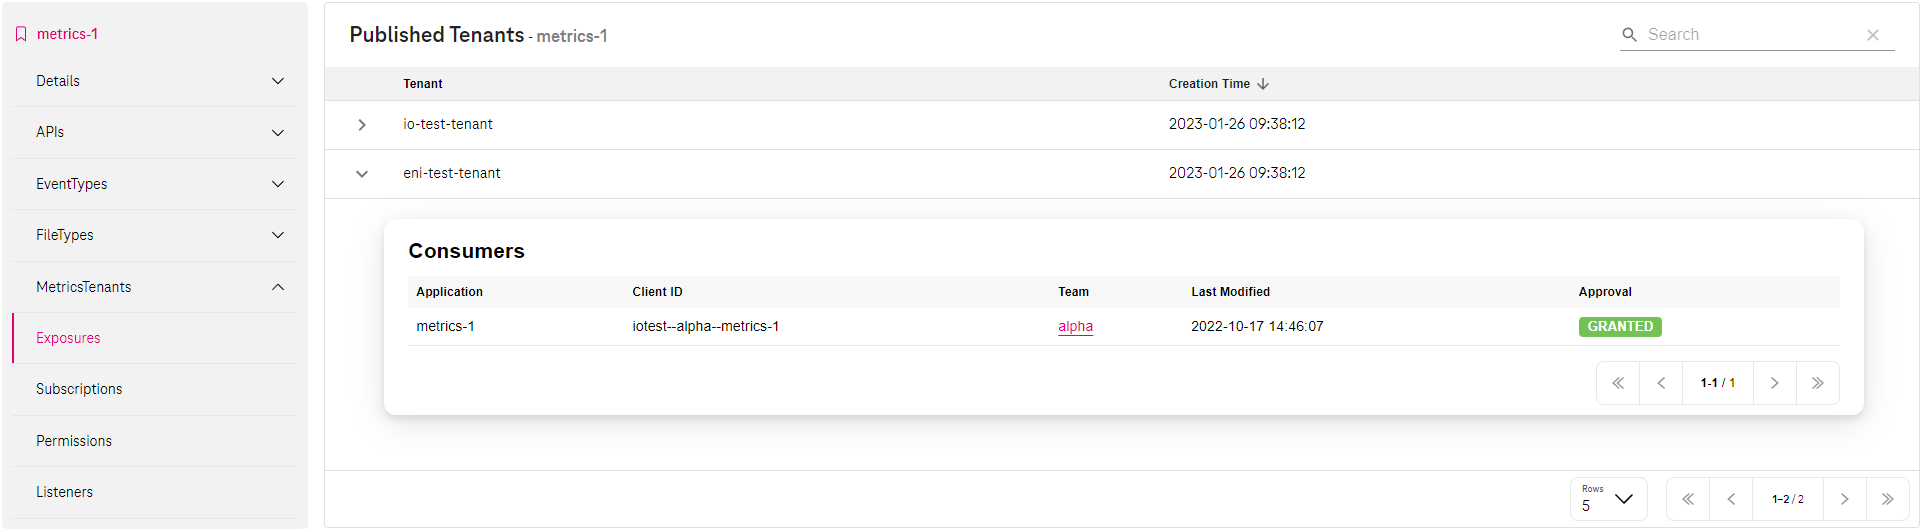 metrics-1
Details
APIs
EventTypes
FileTypes
MetricsTenants
Exposures
Subscriptions
Permissions
Listeners
Published Tenants - metrics-1
Search
Tenant Creation Time
io-test-tenant 2023-01-26 09:38:12
eni-test-tenant 2023-01-26 09:38:12
Consumers
Application Client ID Team Last Modified Approval
metrics-1 iotest--alpha--metrics-1 alpha 2022-10-17 14:46:07 GRANTED
1-1 / 1
Rows
5
1–2 / 2